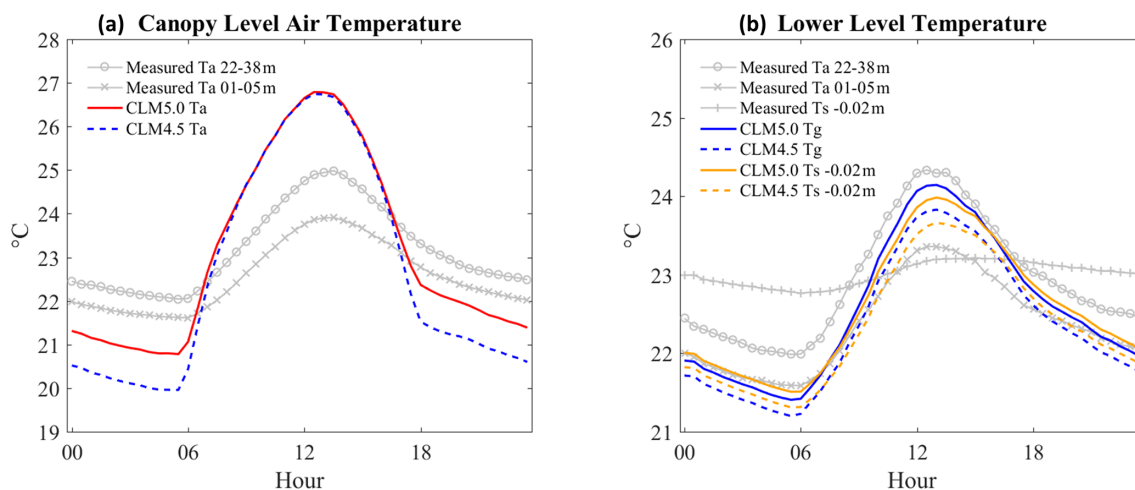 (a) Canopy Level Air Temperature
28
27
26
25
24
23
22
21
20
19
°C
Measured Ta 22-38m
Measured Ta 01-05m
CLM5.0 Ta
CLM4.5 Ta
00 06 12 18
Hour
(b) Lower Level Temperature
26
25
24
23
22
21
°C
Measured Ta 22-38m
Measured Ta 01-05m
Measured Ts -0.02m
CLM5.0 Tg
CLM4.5 Tg
CLM5.0 Ts -0.02m
CLM4.5 Ts -0.02m
00 06 12 18
Hour